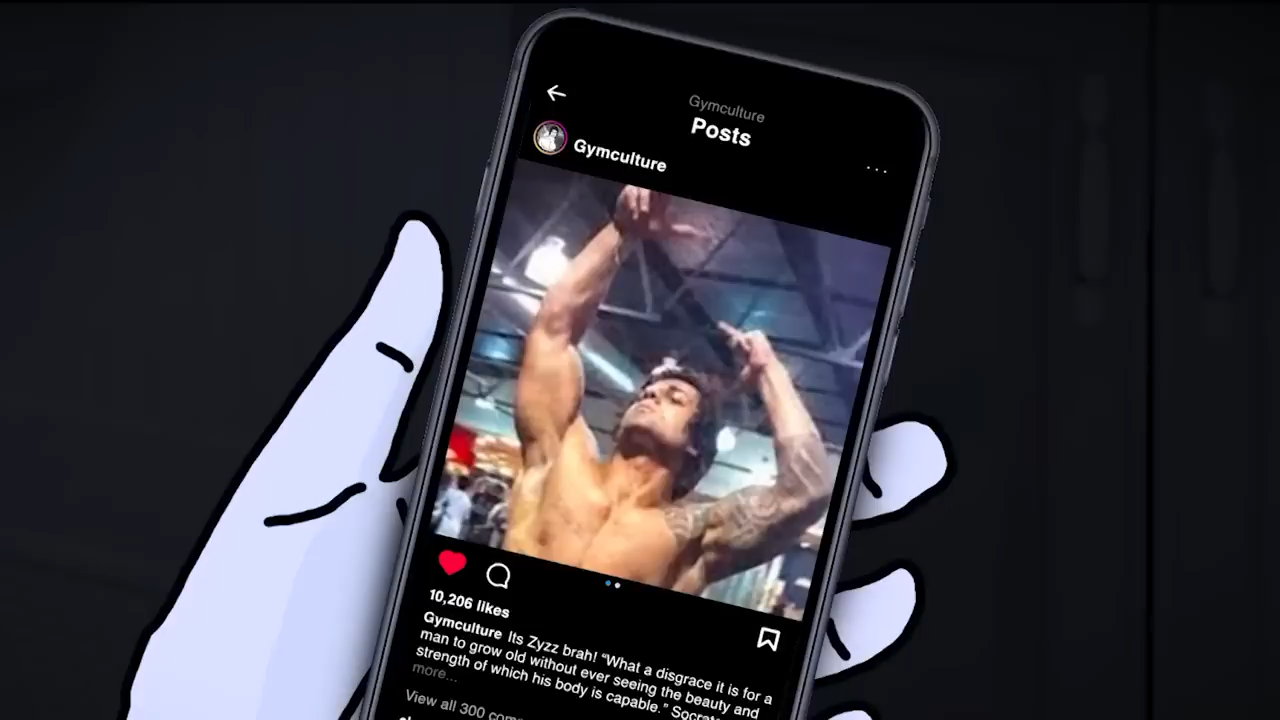 Gymculture
Posts
Gymculture
10,206 likes
Gymculture Its Zyzz brah! “What a disgrace it is for a
man to grow old without ever seeing the beauty and
strength of which his body is capable.”
more...
View all 300